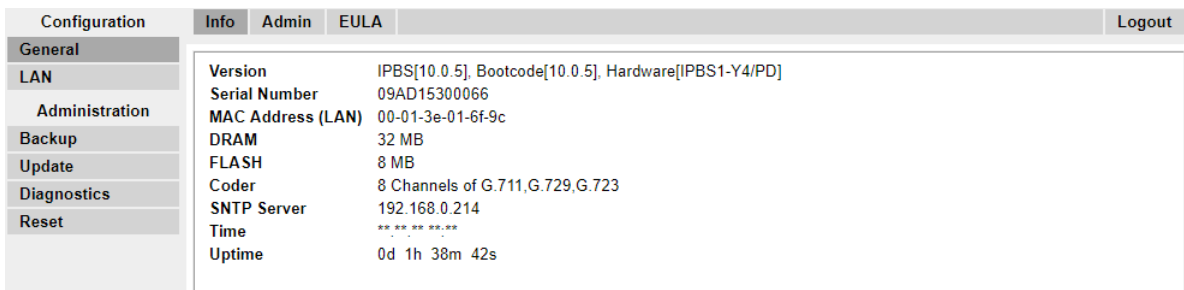 Configuration Info Admin EULA Logout
General
LAN
Administration
Backup
Update
Diagnostics
Reset
Version IPBS[10.0.5], Bootcode[10.0.5], Hardware[IPBS1-Y4/PD]
Serial Number 09AD15300066
MAC Address (LAN) 00-01-3e-01-6f-9c
DRAM 32 MB
FLASH 8 MB
Coder 8 Channels of G.711,G.729,G.723
SNTP Server 192.168.0.214
Time **.**.** **:**
Uptime 0d 1h 38m 42s